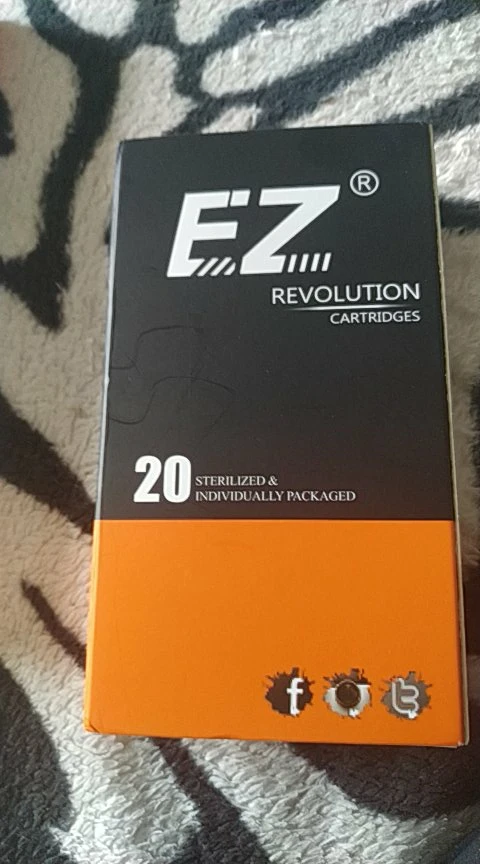 EZ®
REVOLUTION
CARTRIDGES
20 STERILIZED &
INDIVIDUALLY PACKAGED